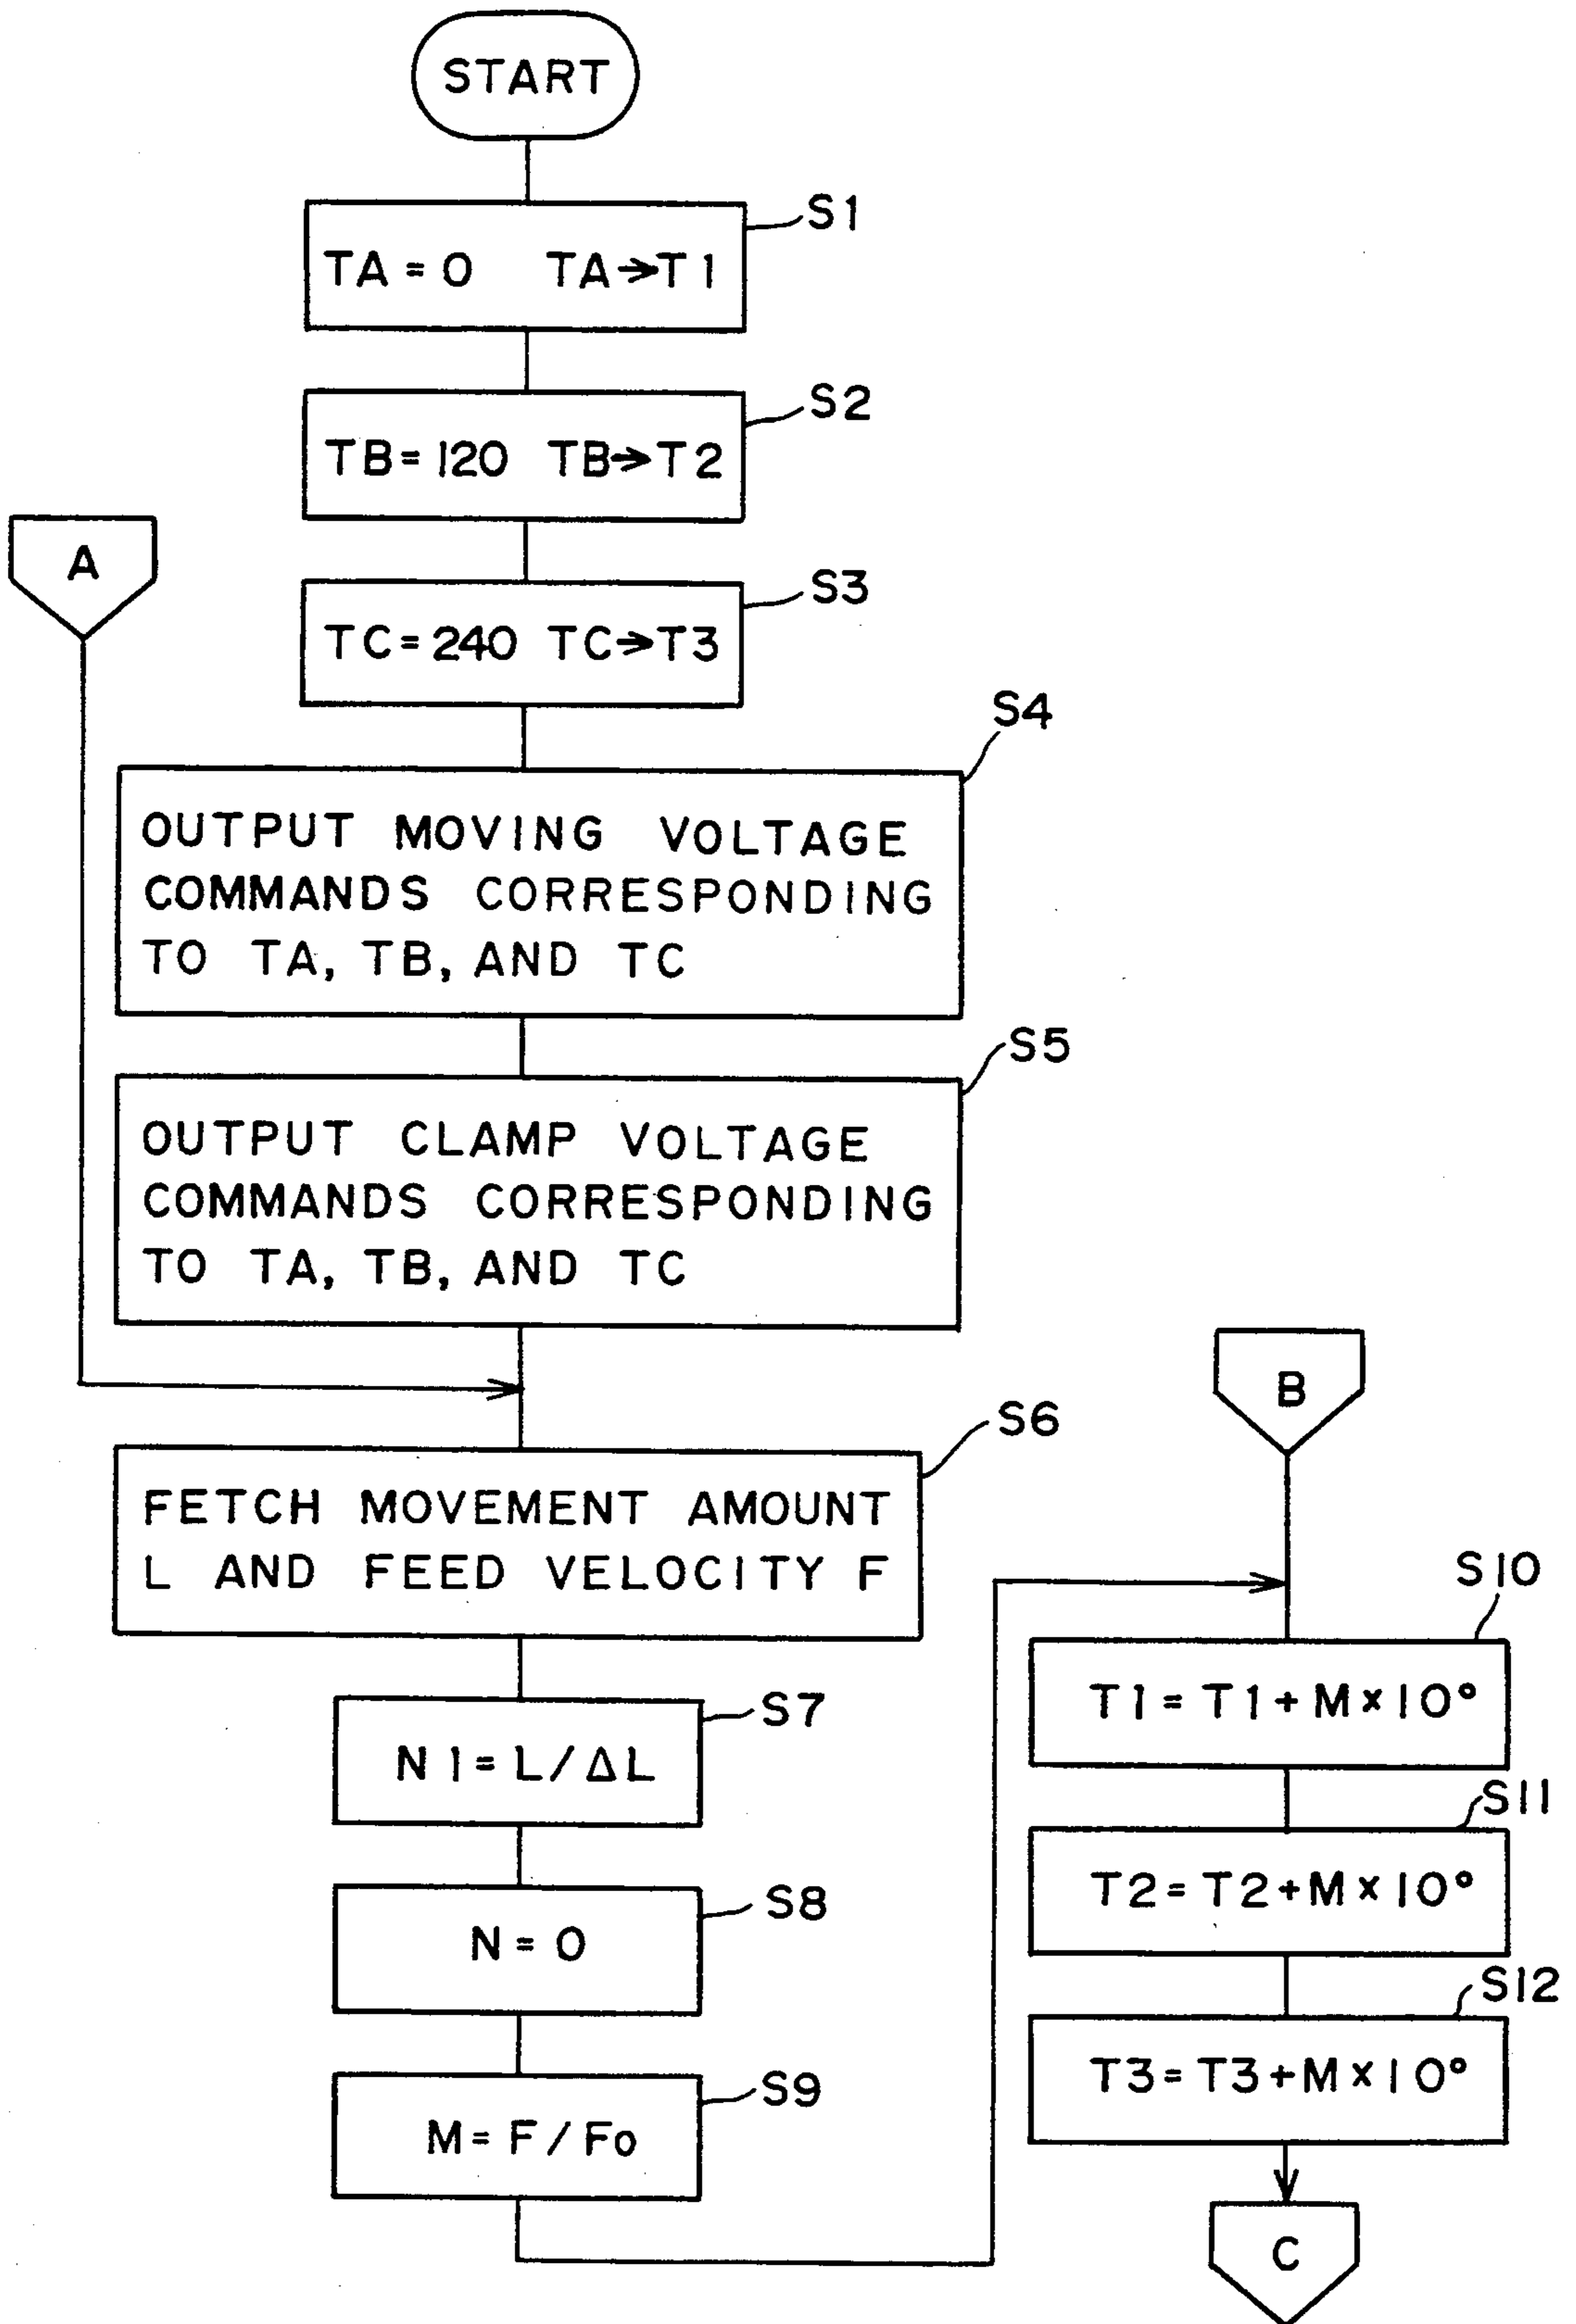 START
S1
TA=0 TA→T1
S2
TB=120 TB→T2
A
S3
TC=240 TC→T3
S4
OUTPUT MOVING VOLTAGE
COMMANDS CORRESPONDING
TO TA, TB, AND TC
S5
OUTPUT CLAMP VOLTAGE
COMMANDS CORRESPONDING
TO TA, TB, AND TC
S6
FETCH MOVEMENT AMOUNT
L AND FEED VELOCITY F
S7
N1=L/ΔL
S8
N=0
S9
M=F/Fo
B
S10
T1=T1+M×10°
S11
T2=T2+M×10°
S12
T3=T3+M×10°
C